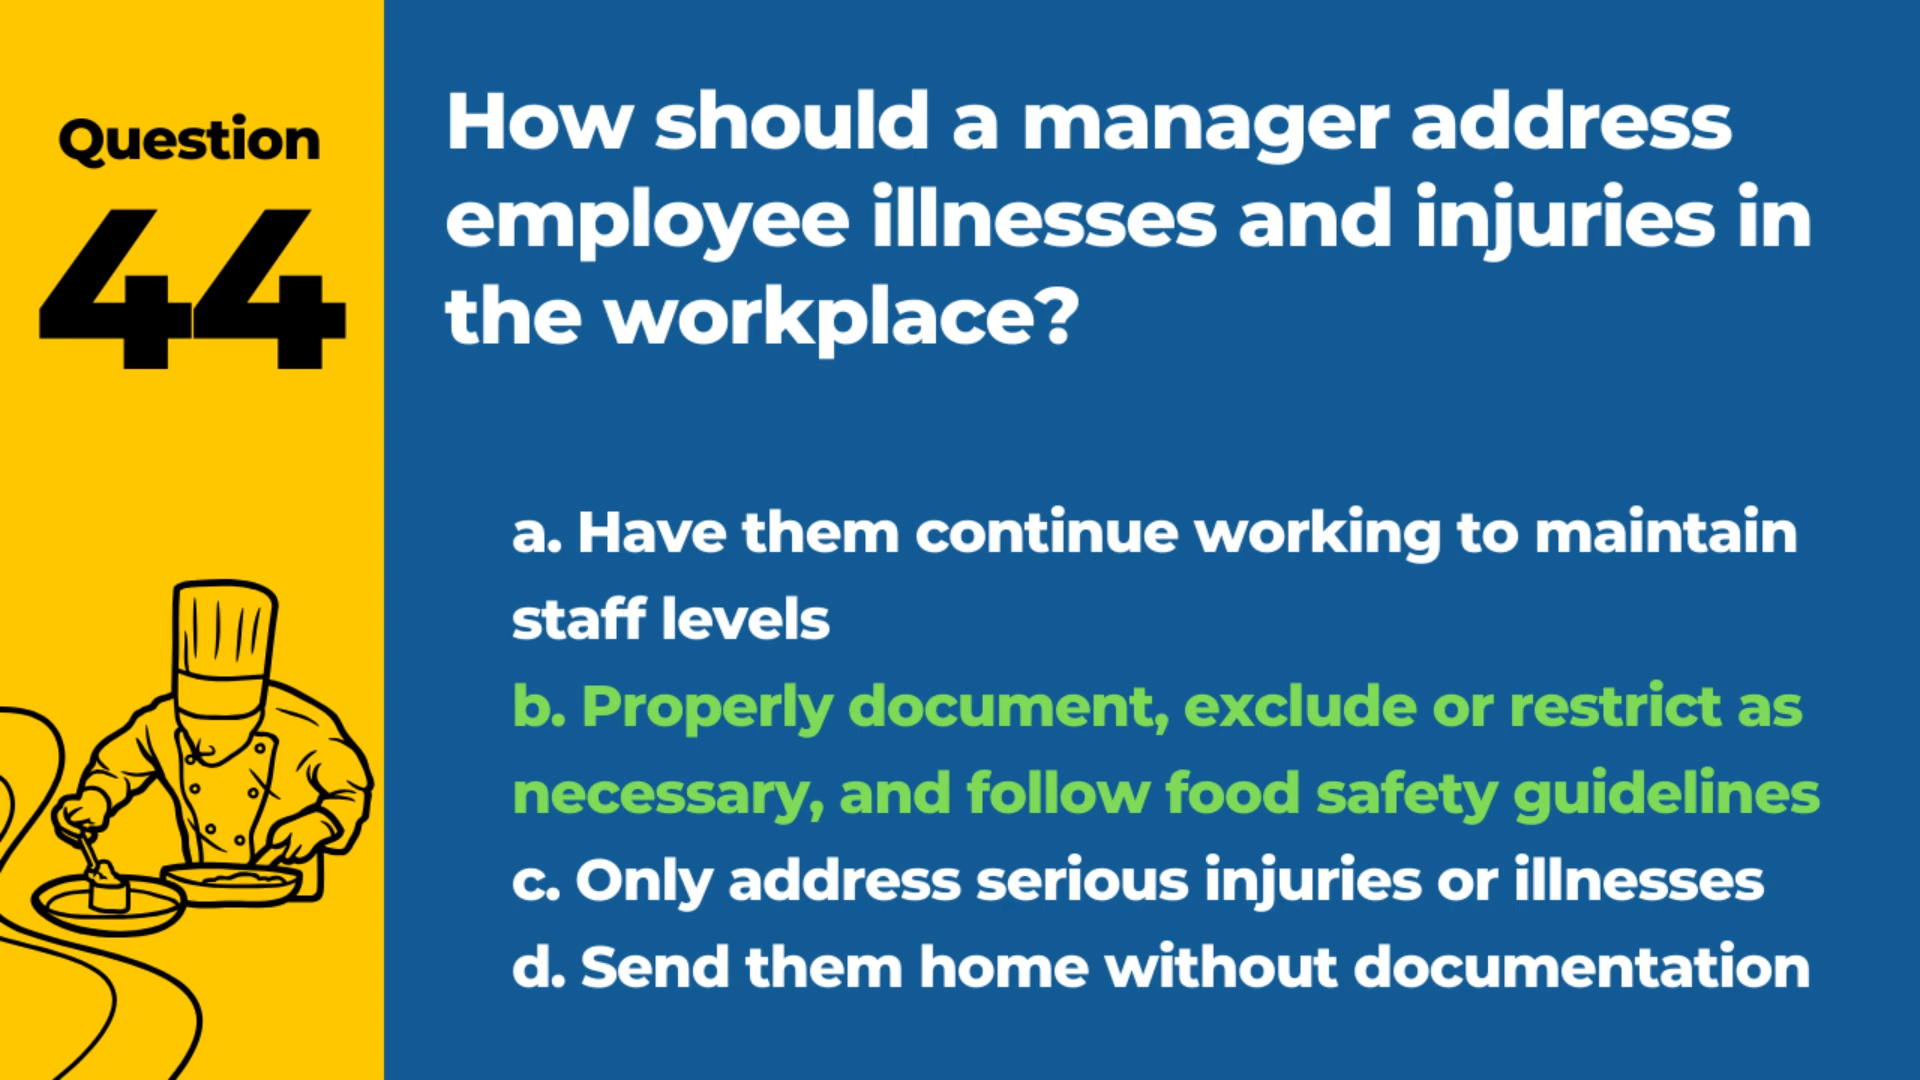 Question
44
How should a manager address
employee illnesses and injuries in
the workplace?
a. Have them continue working to maintain
staff levels
b. Properly document, exclude or restrict as
necessary, and follow food safety guidelines
c. Only address serious injuries or illnesses
d. Send them home without documentation